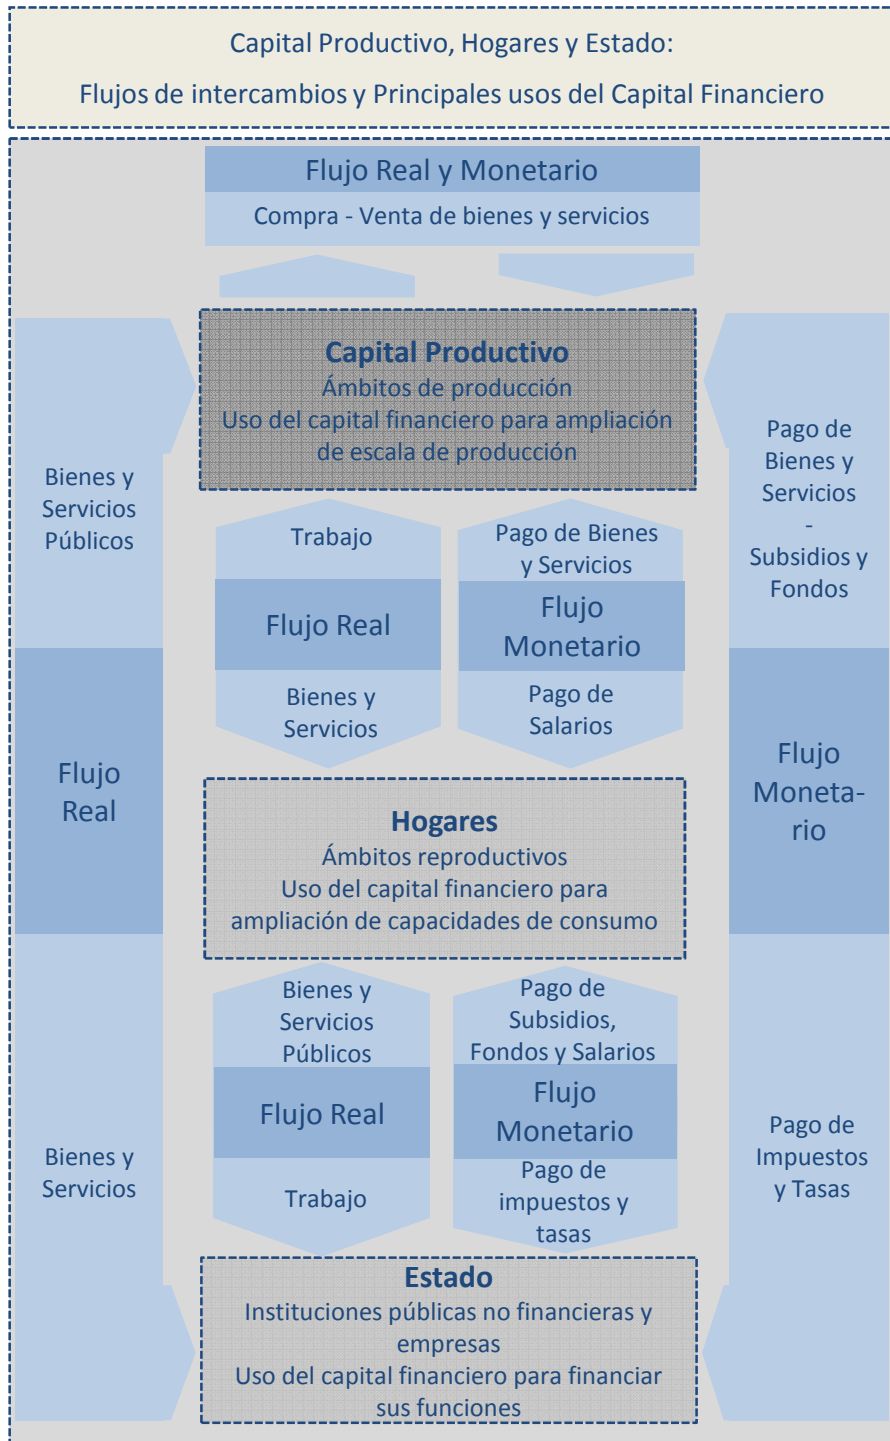 Capital Productivo, Hogares y Estado:
Flujos de intercambios y Principales usos del Capital Financiero
Flujo Real y Monetario
Compra - Venta de bienes y servicios
Capital Productivo
Ámbitos de producción
Uso del capital financiero para ampliación
de escala de producción
Bienes y
Servicios
Públicos
Flujo
Real
Bienes y
Servicios
Trabajo
Flujo Real
Bienes y
Servicios
Pago de Bienes
y Servicios
Flujo
Monetario
Pago de
Salarios
Pago de
Bienes y
Servicios
-
Subsidios y
Fondos
Flujo
Moneta-
rio
Pago de
Impuestos
y Tasas
Hogares
Ámbitos reproductivos
Uso del capital financiero para
ampliación de capacidades de consumo
Bienes y
Servicios
Públicos
Flujo Real
Trabajo
Pago de
Subsidios,
Fondos y Salarios
Flujo
Monetario
Pago de
impuestos y
tasas
Estado
Instituciones públicas no financieras y
empresas
Uso del capital financiero para financiar
sus funciones